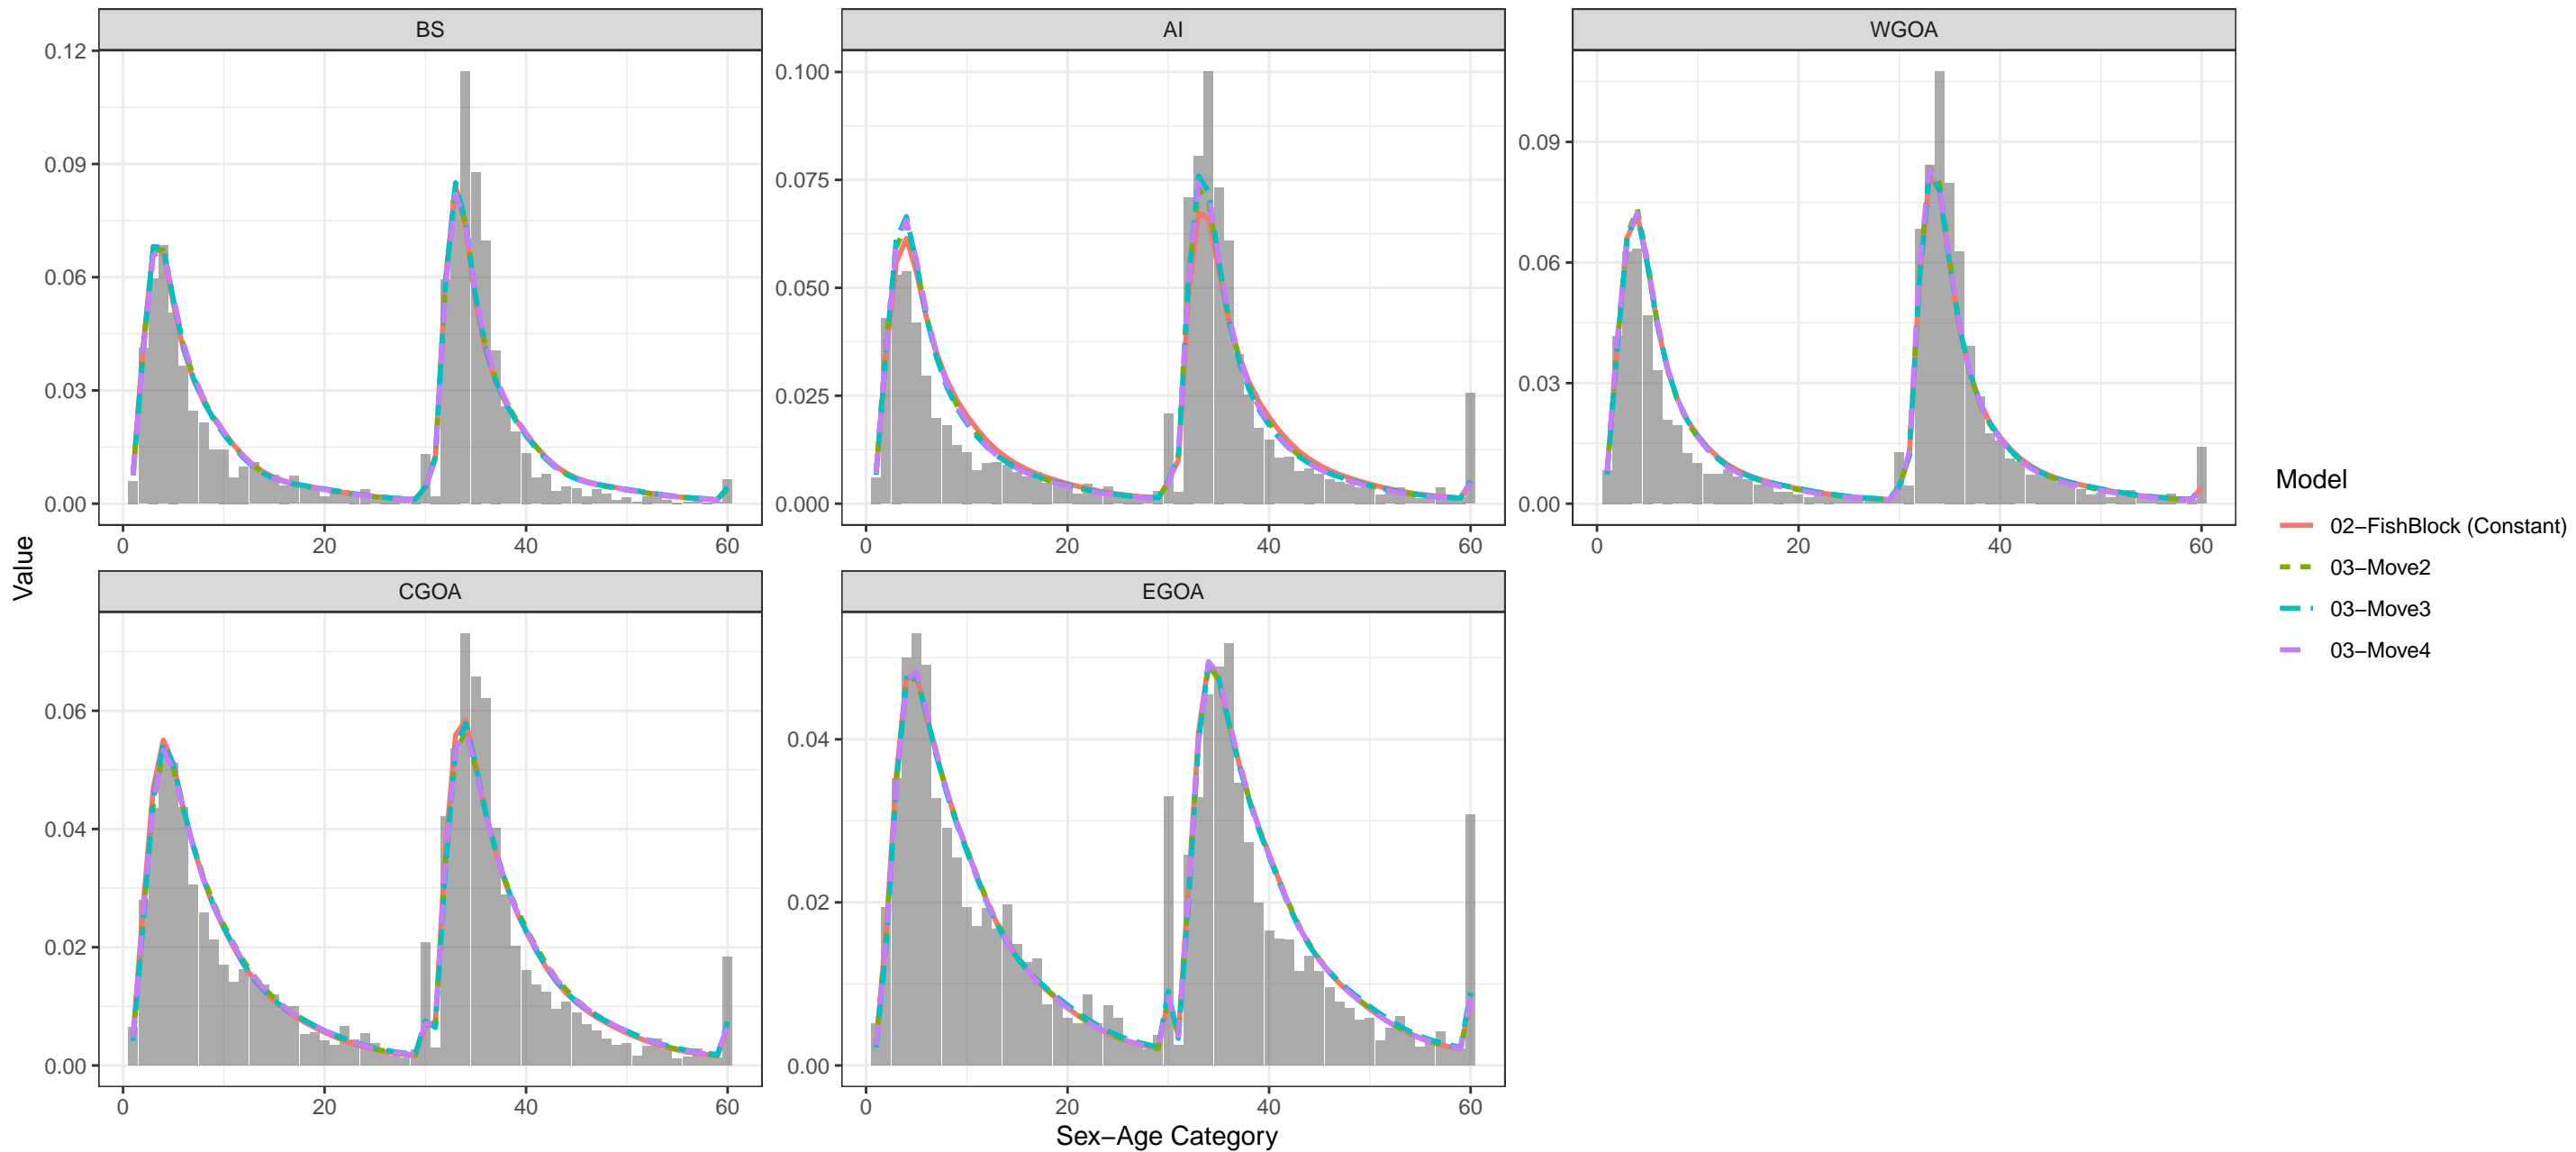 BS
AI
WGOA
0.12
0.09
0.06
0.03
0.00
0.100
0.075
0.050
0.025
0.000
0.09
0.06
0.03
0.00
0 20 40 60
0 20 40 60
0 20 40 60
CGOA
EGOA
0.06
0.04
0.02
0.00
0.04
0.02
0.00
0 20 40 60
0 20 40 60
Value
Sex−Age Category
Model
02−FishBlock (Constant)
03−Move2
03−Move3
03−Move4